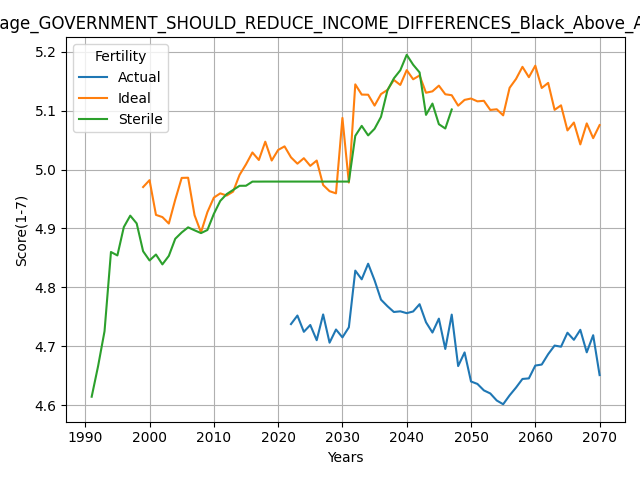 age_GOVERNMENT_SHOULD_REDUCE_INCOME_DIFFERENCES_Black_Above_A
Fertility
Actual
Ideal
Sterile
Score(1-7)
5.2
5.1
5.0
4.9
4.8
4.7
4.6
1990 2000 2010 2020 2030 2040 2050 2060 2070
Years